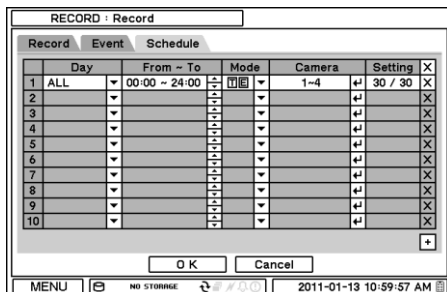 RECORD : Record
Record Event Schedule
Day From ~ To Mode Camera Setting X
1 ALL 00:00 ~ 24:00 T E 1~4 30 / 30 X
2 X
3 X
4 X
5 X
6 X
7 X
8 X
9 X
10 X
+
OK Cancel
MENU NO STORAGE 2011-01-13 10:59:57 AM